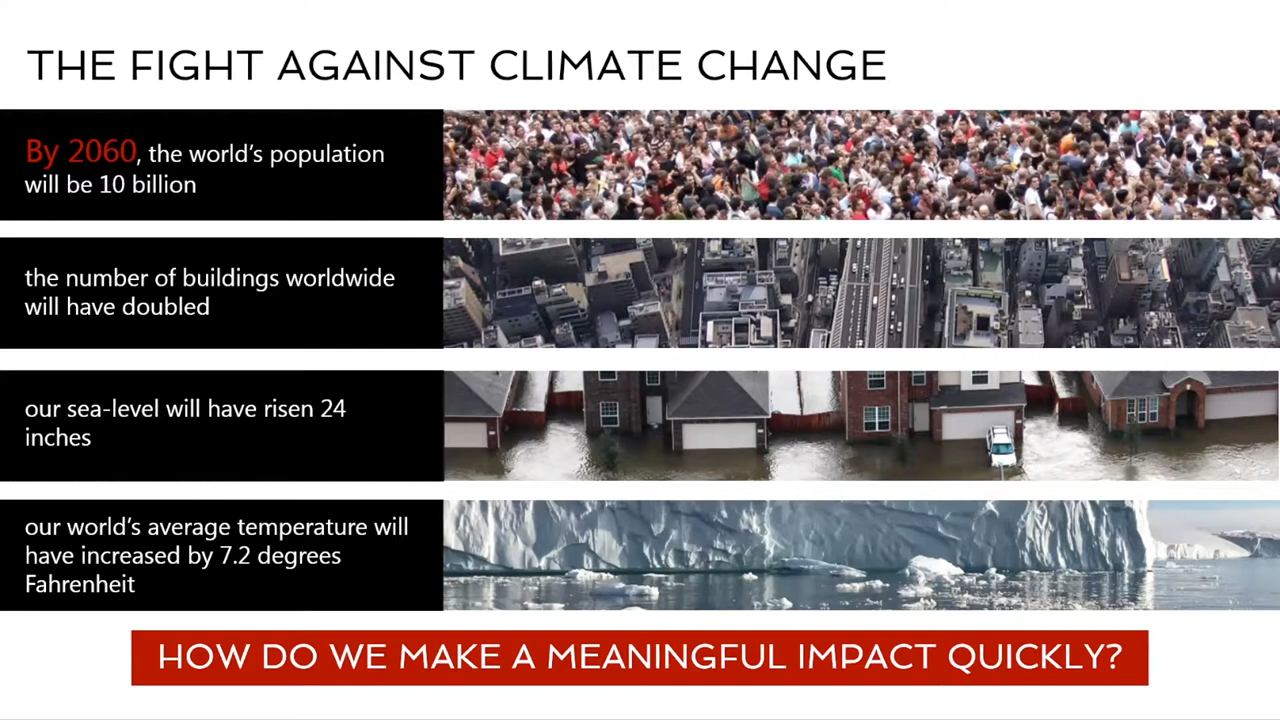 THE FIGHT AGAINST CLIMATE CHANGE
By 2060, the world's population
will be 10 billion
the number of buildings worldwide
will have doubled
our sea-level will have risen 24
inches
our world's average temperature will
have increased by 7.2 degrees
Fahrenheit
HOW DO WE MAKE A MEANINGFUL IMPACT QUICKLY?